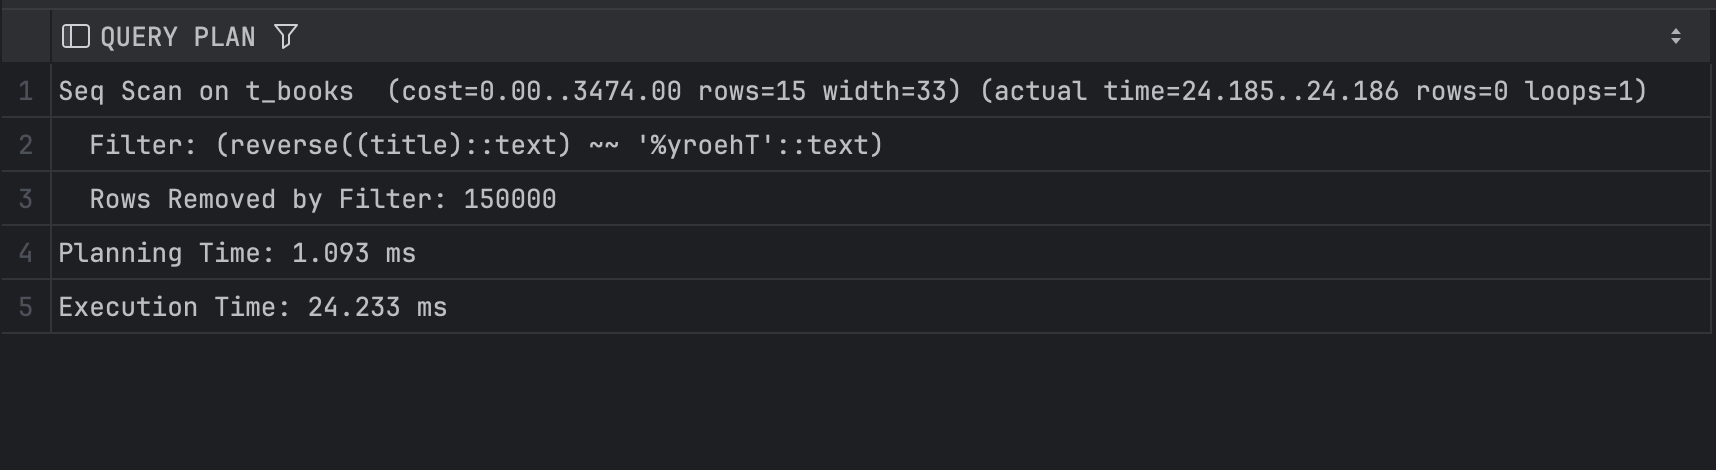 QUERY PLAN
1 Seq Scan on t_books  (cost=0.00..3474.00 rows=15 width=33) (actual time=24.185..24.186 rows=0 loops=1)
2   Filter: (reverse((title)::text) ~~ '%yroehT'::text)
3   Rows Removed by Filter: 150000
4 Planning Time: 1.093 ms
5 Execution Time: 24.233 ms